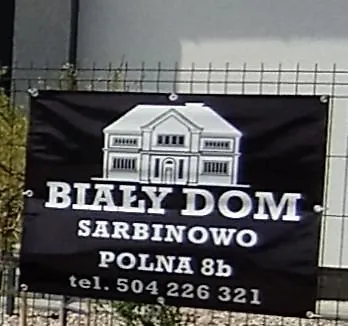 BIAŁY DOM
SARBINOWO
POLNA 8b
tel. 504 226 321